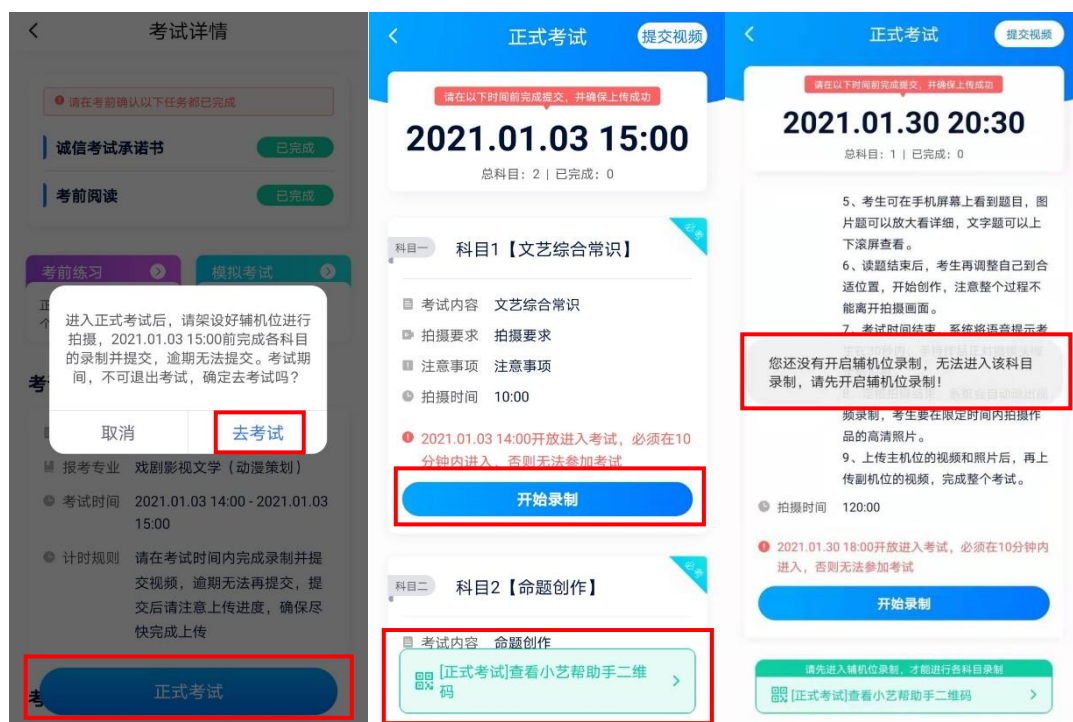 考试详情
请在考前确认以下任务都已完成
诚信考试承诺书
已完成
考前阅读
已完成
考前练习
模拟考试
进入正式考试后，请架设好辅机位进行
拍摄，2021.01.03 15:00前完成各科目
的录制并提交，逾期无法提交。考试期
间，不可退出考试，确定去考试吗？
取消
去考试
报考专业 戏剧影视文学（动漫策划）
考试时间 2021.01.03 14:00 - 2021.01.03
15:00
计时规则 请在考试时间内完成录制并提
交视频，逾期无法再提交，提
交后请注意上传进度，确保尽
快完成上传
正式考试
正式考试
提交视频
请在以下时间前完成提交，并确保上传成功
2021.01.03 15:00
总科目：2 | 已完成：0
必考
科目一
科目1【文艺综合常识】
考试内容 文艺综合常识
拍摄要求 拍摄要求
注意事项 注意事项
拍摄时间 10:00
2021.01.03 14:00开放进入考试，必须在10
分钟内进入，否则无法参加考试
开始录制
必考
科目二
科目2【命题创作】
考试内容 命题创作
[正式考试]查看小艺帮助手二维
码
正式考试
提交视频
请在以下时间前完成提交，并确保上传成功
2021.01.30 20:30
总科目：1 | 已完成：0
5、考生可在手机屏幕上看到题目，图
片题可以放大看详细，文字题可以上
下滚屏查看。
6、读题结束后，考生再调整自己到合
适位置，开始创作，注意整个过程不
能离开拍摄画面。
7、考试时间结束，系统将语音提示考
您还没有开启辅机位录制，无法进入该科目
录制，请先开启辅机位录制！
频录制，考生要在限定时间内拍摄作
品的高清照片。
9、上传主机位的视频和照片后，再上
传副机位的视频，完成整个考试。
拍摄时间 120:00
2021.01.30 18:00开放进入考试，必须在10分钟内
进入，否则无法参加考试
开始录制
请先进入辅机位录制，才能进行各科目录制
[正式考试]查看小艺帮助手二维码